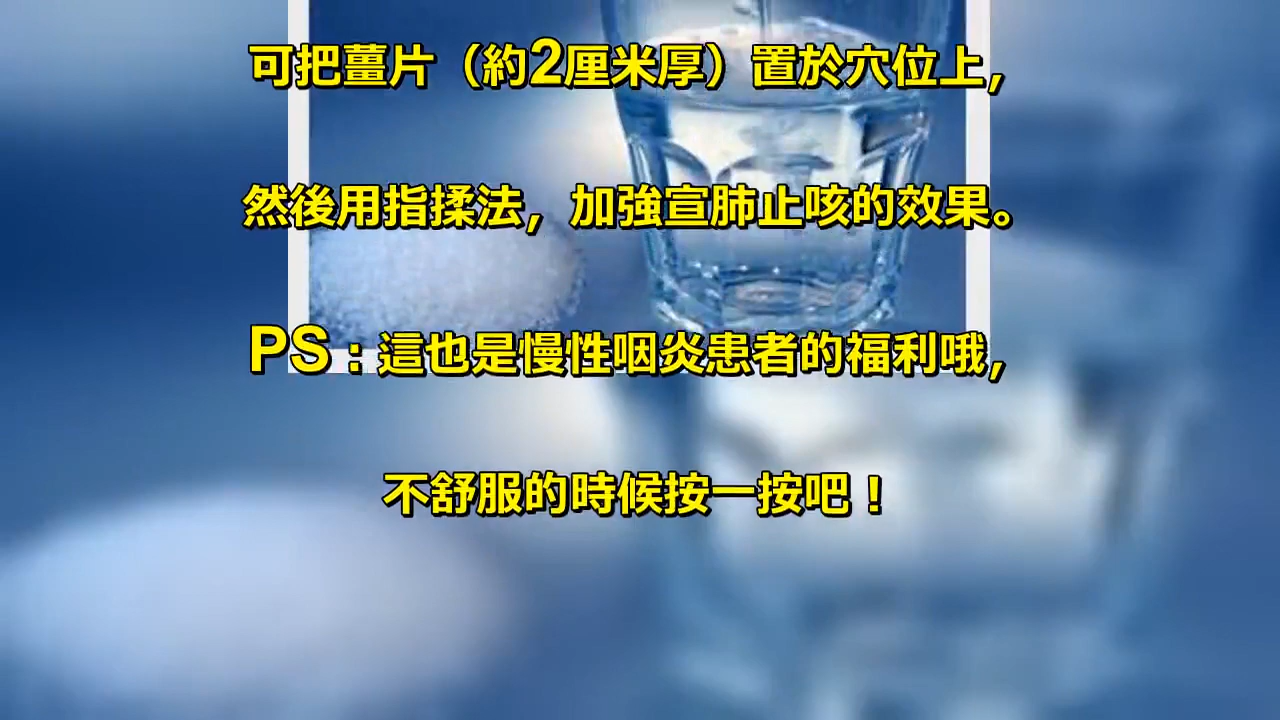 可把薑片（約2厘米厚）置於穴位上，
然後用指揉法，加強宣肺止咳的效果。
PS：這也是慢性咽炎患者的福利哦，
不舒服的時候按一按吧！